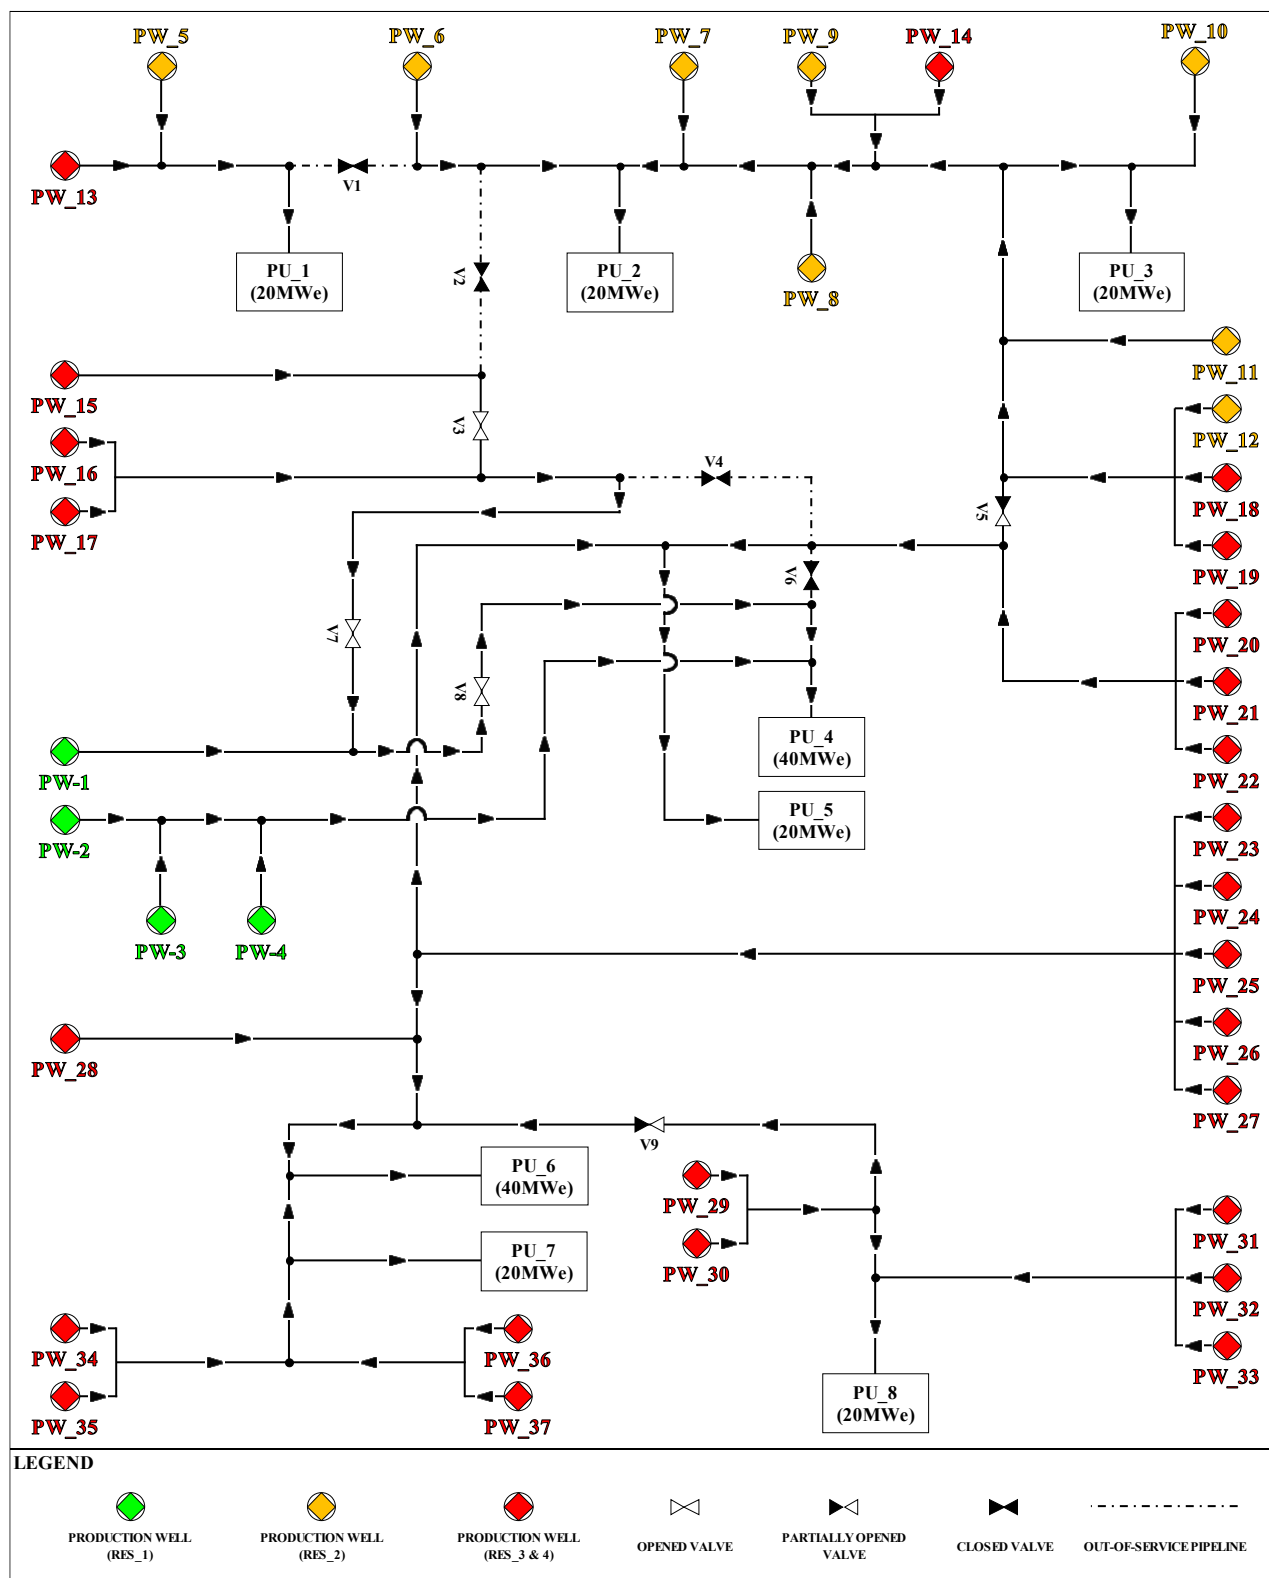 PW_5
PW_6
PW_7
PW_9
PW_14
PW_10
PW_13
V1
PU_1
(20MWe)
V2
PU_2
(20MWe)
PW_8
PU_3
(20MWe)
PW_15
PW_11
V3
PW_16
PW_12
V4
PW_17
V5
PW_18
PW_19
V6
V7
PW_20
V8
PW_21
PW-1
PU_4
(40MWe)
PW_22
PW-2
PU_5
(20MWe)
PW_23
PW-3
PW-4
PW_24
PW_25
PW_28
PW_26
PW_27
V9
PU_6
(40MWe)
PW_29
PU_7
(20MWe)
PW_30
PW_31
PW_32
PW_34
PW_36
PW_33
PW_35
PW_37
PU_8
(20MWe)
LEGEND
PRODUCTION WELL
(RES_1)
PRODUCTION WELL
(RES_2)
PRODUCTION WELL
(RES_3 & 4)
OPENED VALVE
PARTIALLY OPENED
VALVE
CLOSED VALVE
OUT-OF-SERVICE PIPELINE